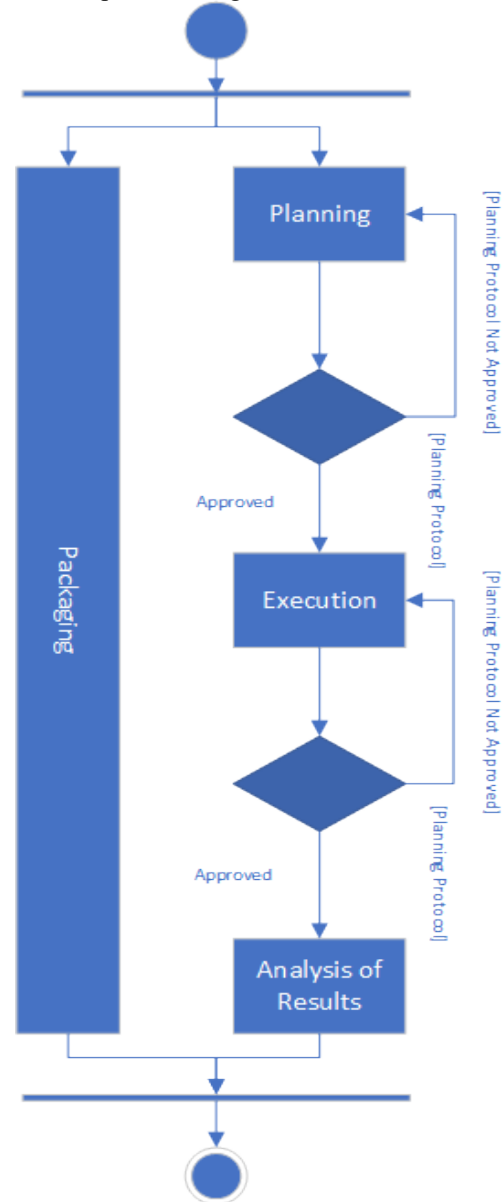 Planning
[Planning Protocol Not Approved]
[Planning Protocol]
Approved
Packaging
Execution
[Planning Protocol Not Approved]
[Planning Protocol]
Approved
Analysis of
Results